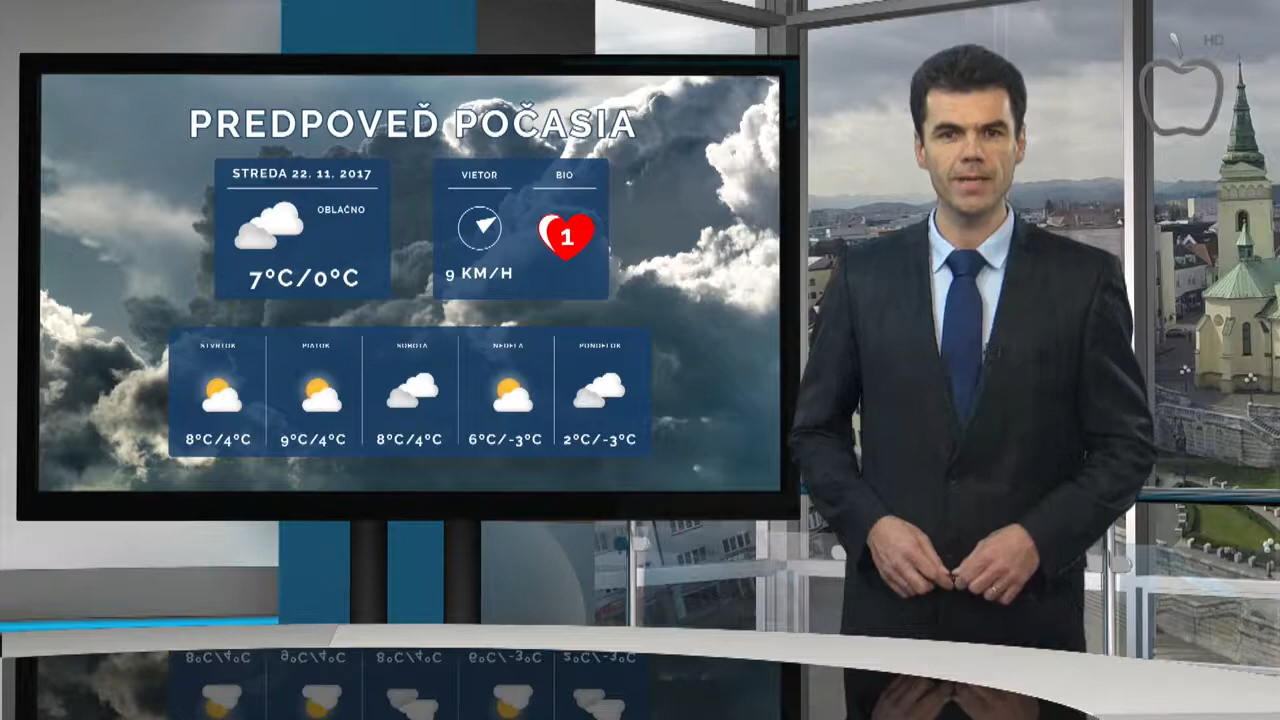 HD
PREDPOVEĎ POČASIA
STREDA 22. 11. 2017
OBLAČNO
7°C/0°C
VIETOR
BIO
1
9 KM/H
ŠTVRTOK
PIATOK
SOBOTA
NEDEĽA
PONDELOK
8°C/4°C
9°C/4°C
8°C/4°C
6°C/-3°C
2°C/-3°C